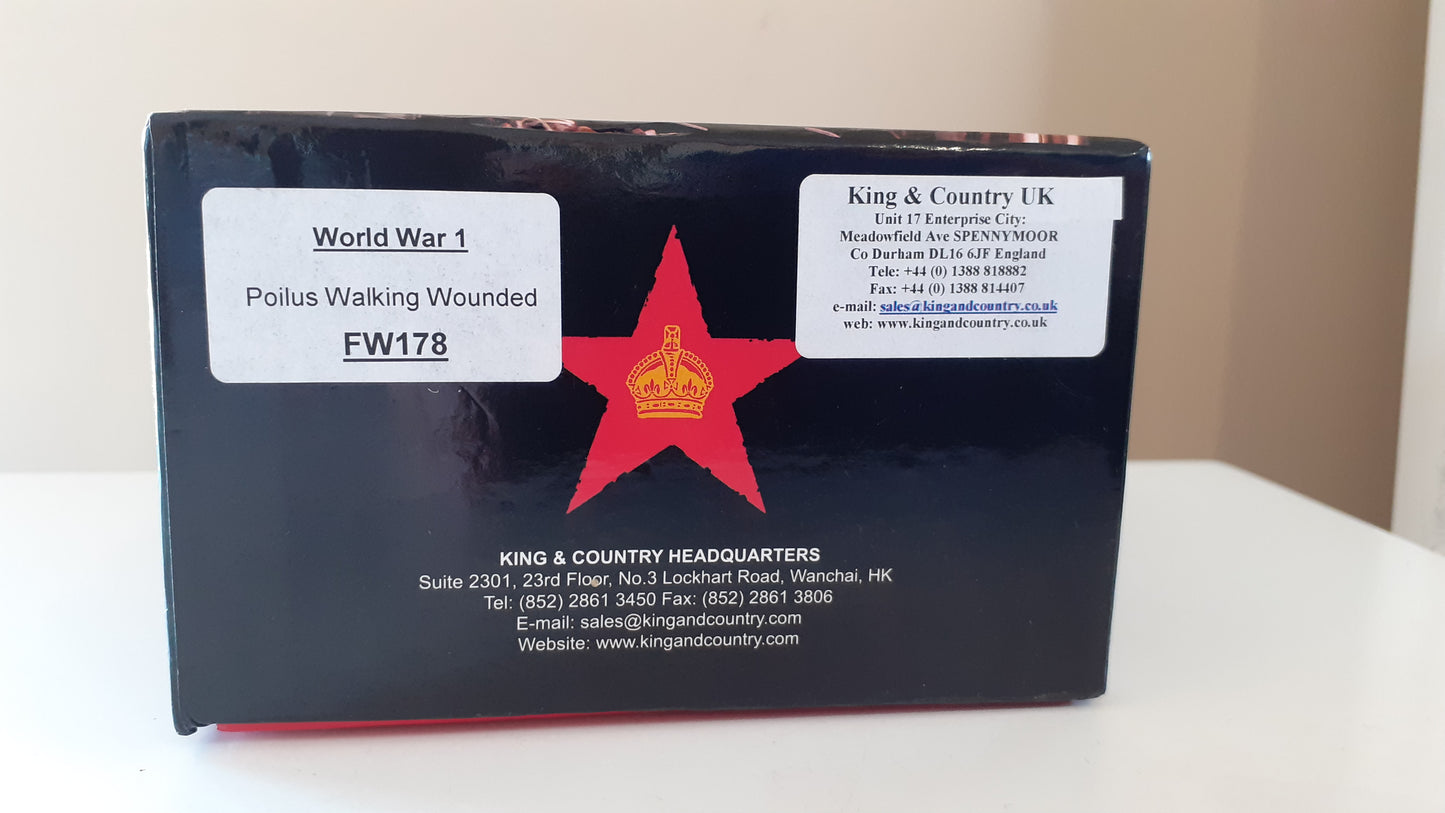 World War 1
Poilus Walking Wounded
FW178
King & Country UK
Unit 17 Enterprise City:
Meadowfield Ave SPENNYMOOR
Co Durham DL16 6JF England
Tele: +44 (0) 1388 818882
Fax: +44 (0) 1388 814407
e-mail: sales@kingandcountry.co.uk
web: www.kingandcountry.co.uk
KING & COUNTRY HEADQUARTERS
Suite 2301, 23rd Floor, No.3 Lockhart Road, Wanchai, HK
Tel: (852) 2861 3450 Fax: (852) 2861 3806
E-mail: sales@kingandcountry.com
Website: www.kingandcountry.com